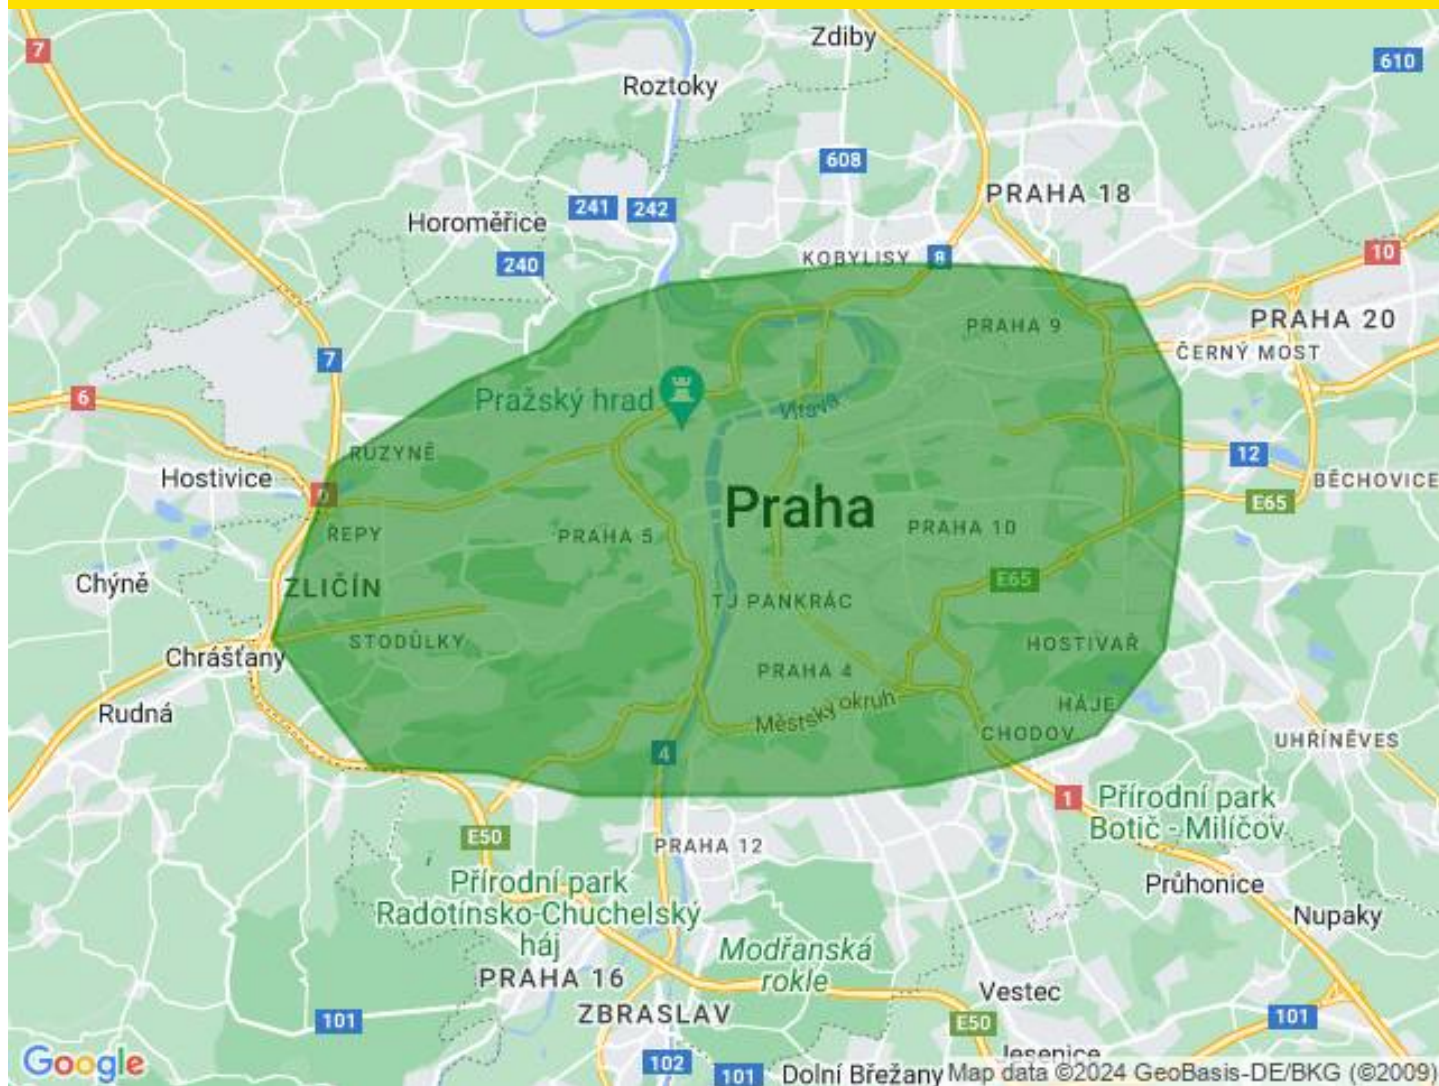 Zdiby
7
610
Roztoky
608
PRAHA 18
241
242
Horoměřice
240
KOBYLISY
8
10
PRAHA 9
PRAHA 20
ČERNÝ MOST
7
6
Pražský hrad
Vltava
RUZYNĚ
Hostivice
12
BĚCHOVICE
E65
Praha
ŘEPY
PRAHA 5
PRAHA 10
Chýně
ZLIČÍN
E65
TJ PANKRÁC
STODŮLKY
HOSTIVAŘ
Chrášťany
PRAHA 4
Rudná
Městský okruh
HÁJE
CHODOV
UHŘÍNĚVES
4
1
Přírodní park
Botič - Milíčov
E50
PRAHA 12
Přírodní park
Radotínsko-Chuchelský
háj
Průhonice
Nupaky
Modřanská
rokle
PRAHA 16
Vestec
ZBRASLAV
101
E50
101
Jesenice
Google
102
101
Dolní Břežany
Map data ©2024 GeoBasis-DE/BKG (©2009)